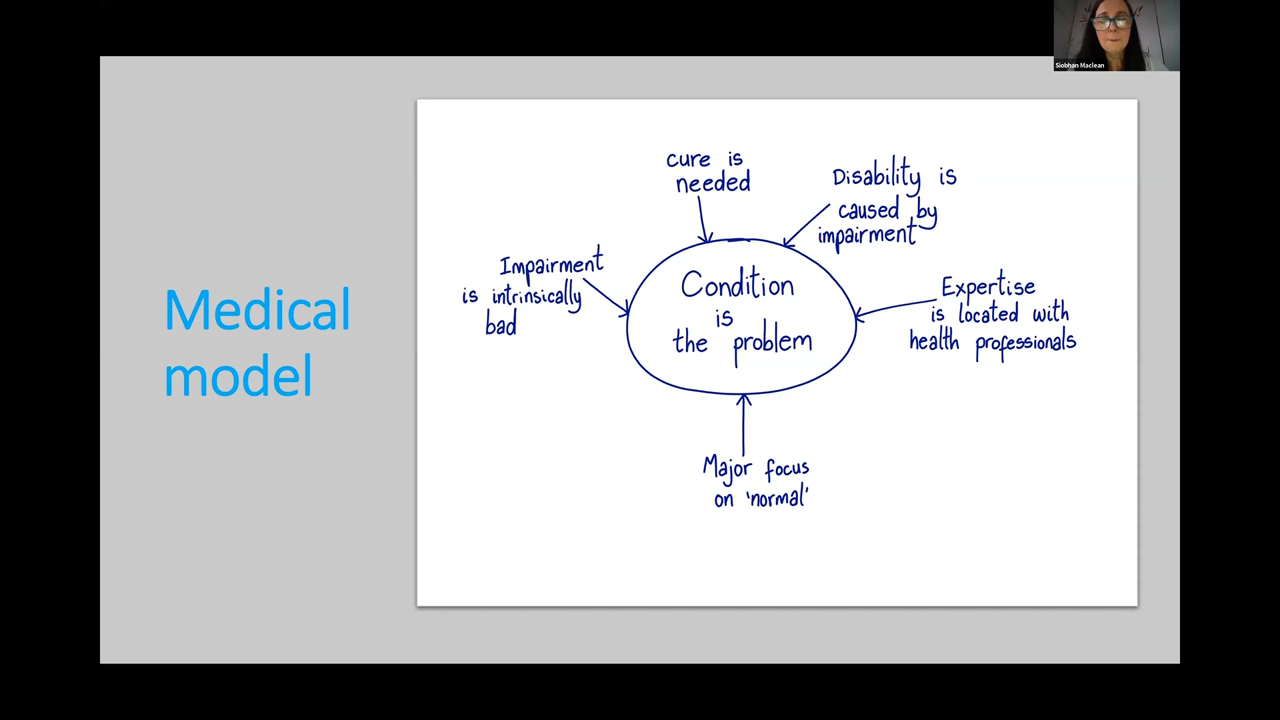 Siobhan Maclean
Medical
model
cure is
needed
Disability is
caused by
impairment
Impairment
is intrinsically
bad
Condition
is
the problem
Expertise
is located with
health professionals
Major focus
on 'normal'